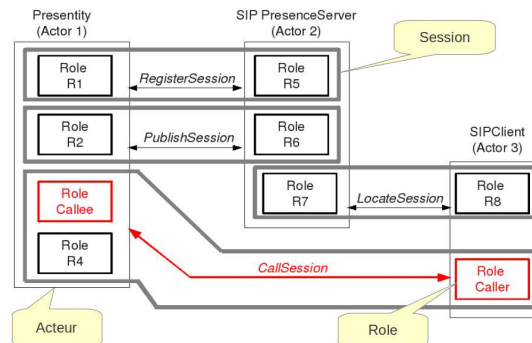 Presentity
(Actor 1)
SIP PresenceServer
(Actor 2)
Session
Role
R1
RegisterSession
Role
R5
Role
R2
PublishSession
Role
R6
SIPClient
(Actor 3)
Role
Callee
Role
R7
LocateSession
Role
R8
Role
R4
CallSession
Role
Caller
Acteur
Role